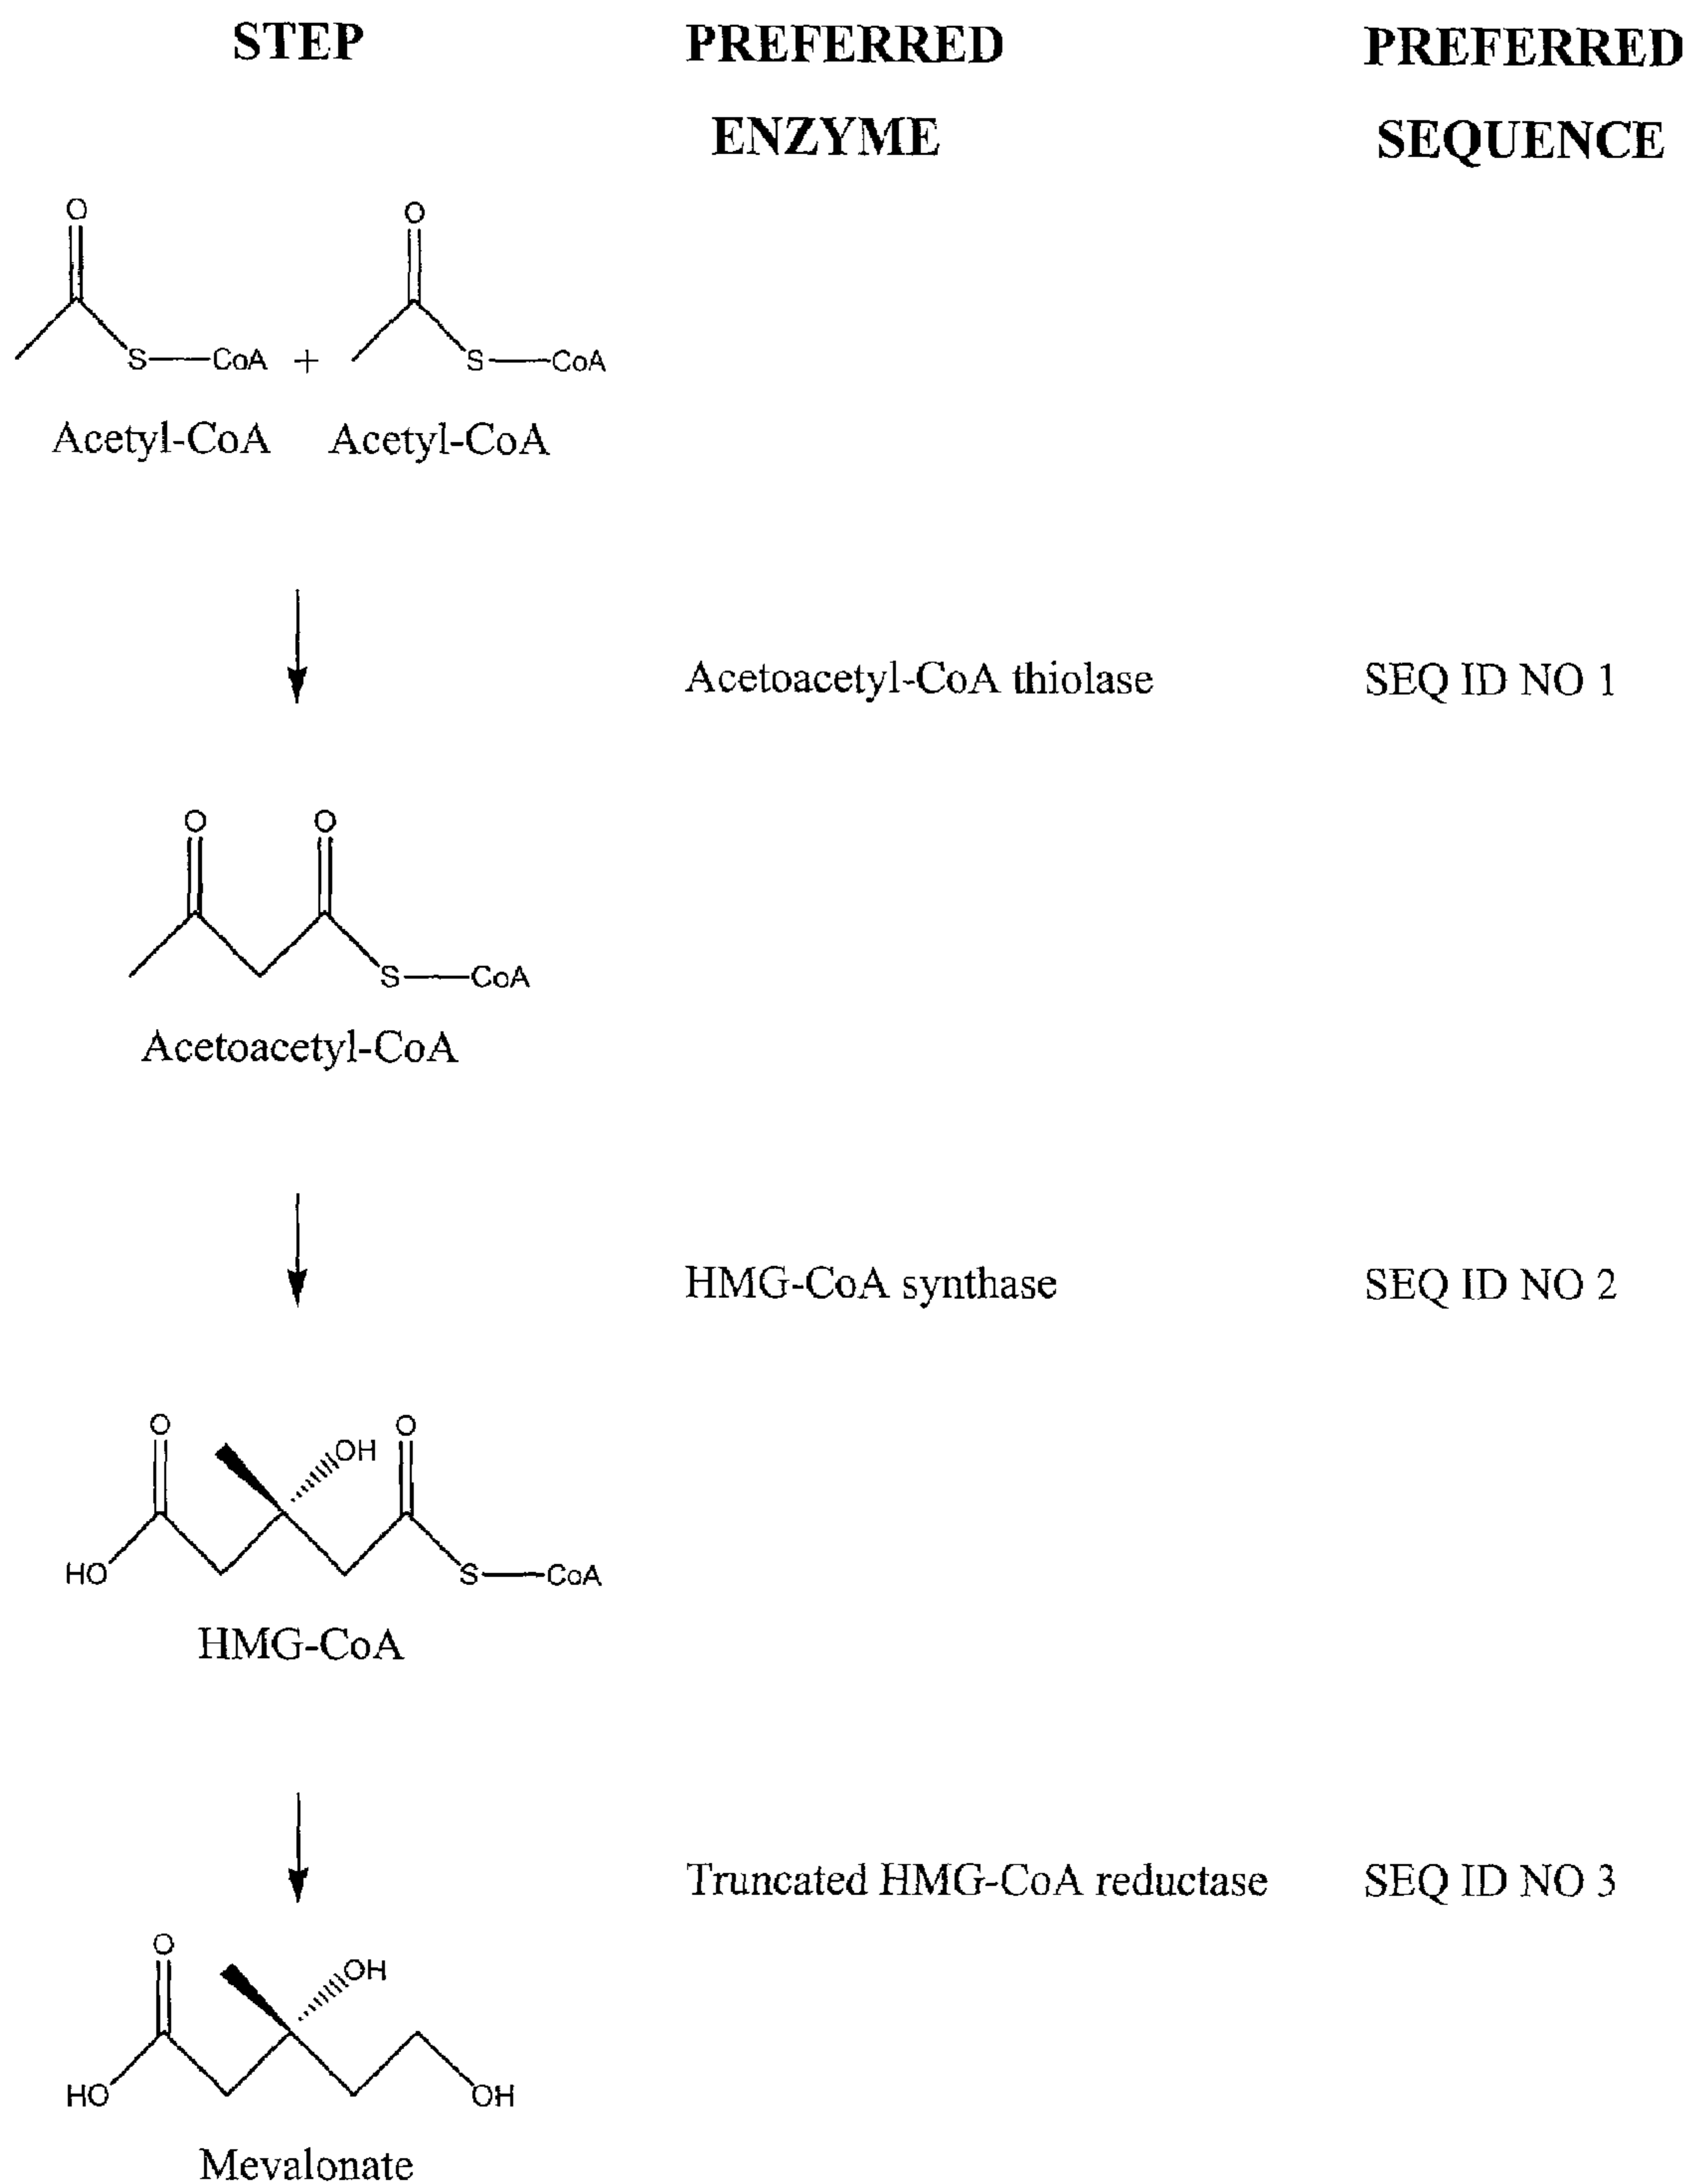 STEP PREFERRED PREFERRED
ENZYME SEQUENCE
O O
S CoA + S CoA
Acetyl-CoA Acetyl-CoA
Acetoacetyl-CoA thiolase SEQ ID NO 1
O O
S CoA
Acetoacetyl-CoA
HMG-CoA synthase SEQ ID NO 2
O OH O
HO S CoA
HMG-CoA
Truncated HMG-CoA reductase SEQ ID NO 3
O OH
HO OH
Mevalonate